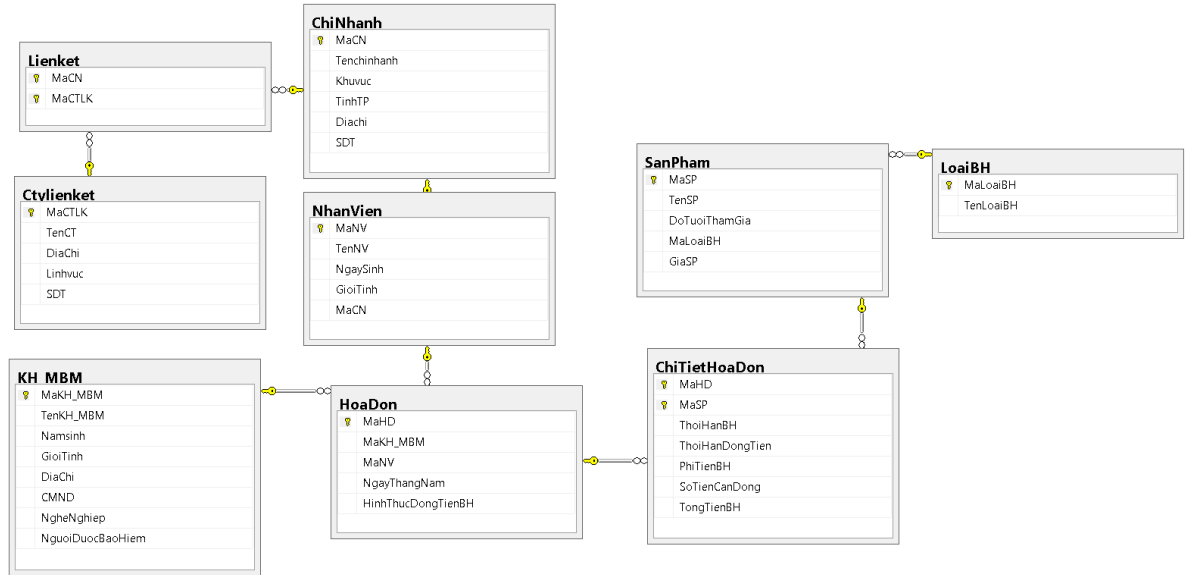 Lienket
MaCN
MaCTLK
ChiNhanh
MaCN
Tenchinhanh
Khuvuc
TinhTP
Diachi
SDT
Ctylienket
MaCTLK
TenCT
DiaChi
Linhvuc
SDT
NhanVien
MaNV
TenNV
NgaySinh
GioiTinh
MaCN
SanPham
MaSP
TenSP
DoTuoiThamGia
MaLoaiBH
GiaSP
LoaiBH
MaLoaiBH
TenLoaiBH
KH_MBM
MaKH_MBM
TenKH_MBM
Namsinh
GioiTinh
DiaChi
CMND
NgheNghiep
NguoiDuocBaoHiem
HoaDon
MaHD
MaKH_MBM
MaNV
NgayThangNam
HinhThucDongTienBH
ChiTietHoaDon
MaHD
MaSP
ThoiHanBH
ThoiHanDongTien
PhiTienBH
SoTienCanDong
TongTienBH